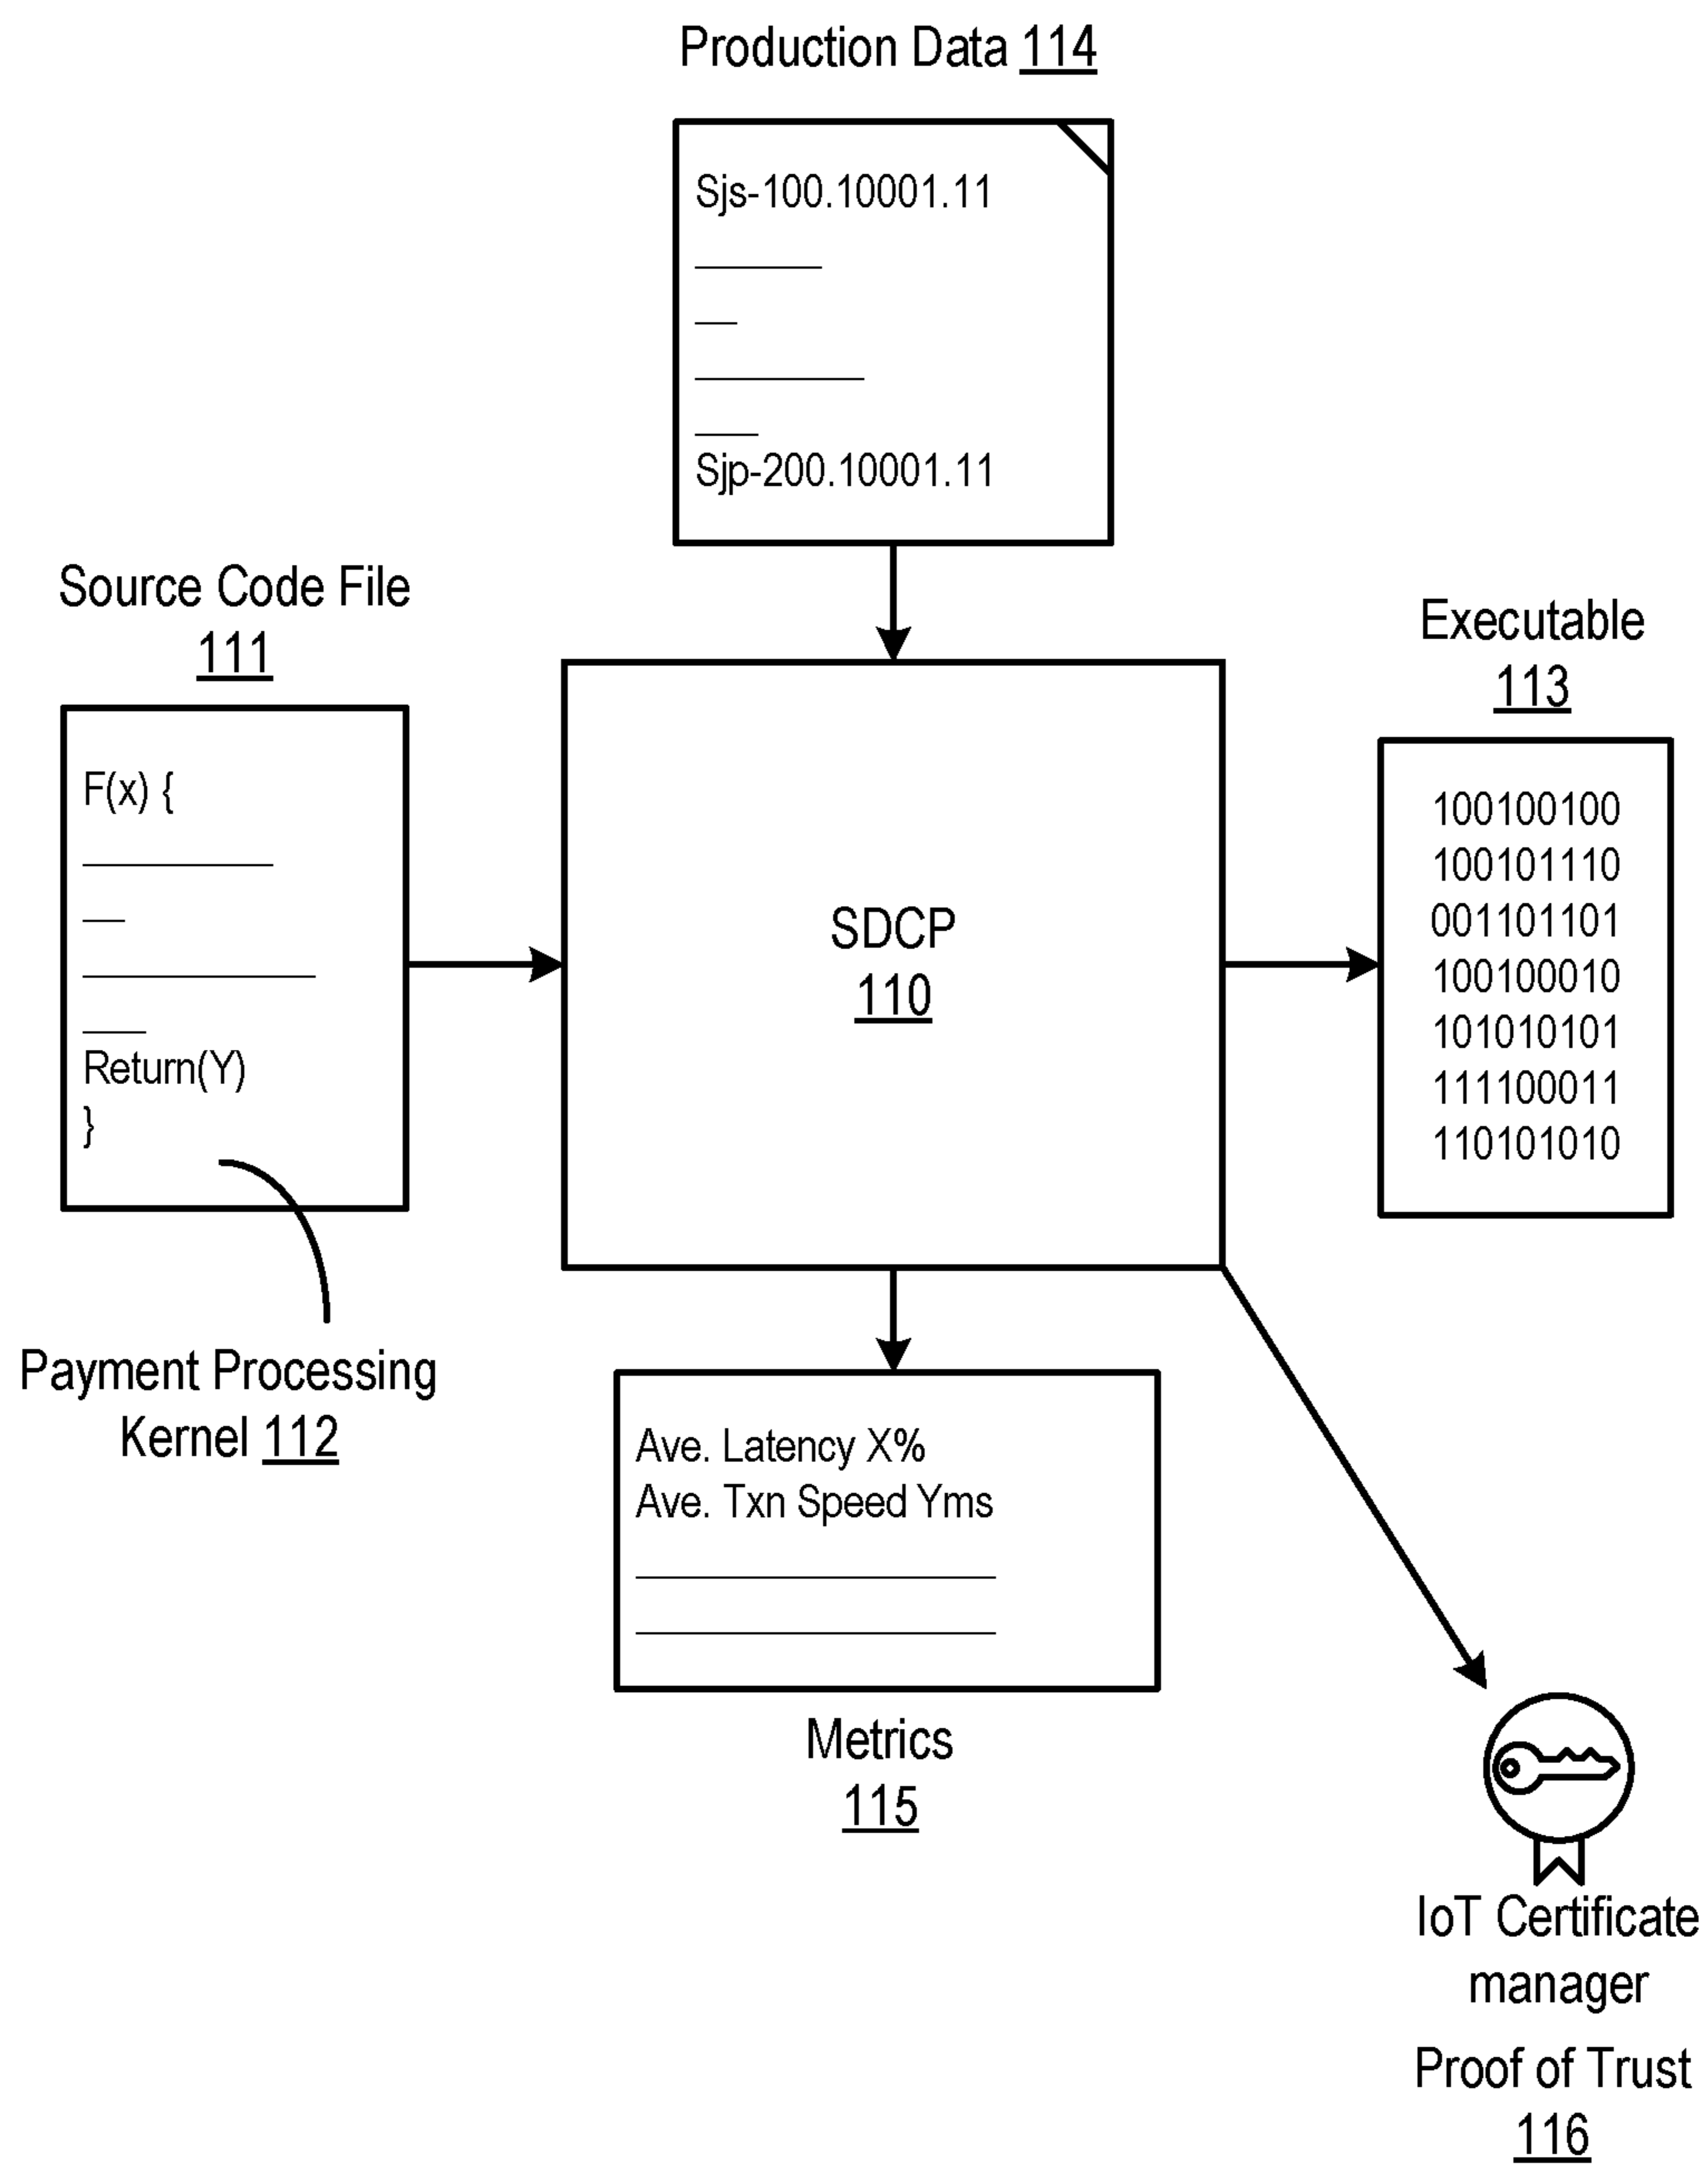 Production Data 114
Sjs-100.10001.11
Sjp-200.10001.11
Source Code File
111
F(x) {
Return(Y)
}
Payment Processing
Kernel 112
SDCP
110
Executable
113
100100100
100101110
001101101
100100010
101010101
111100011
110101010
Ave. Latency X%
Ave. Txn Speed Yms
Metrics
115
IoT Certificate
manager
Proof of Trust
116